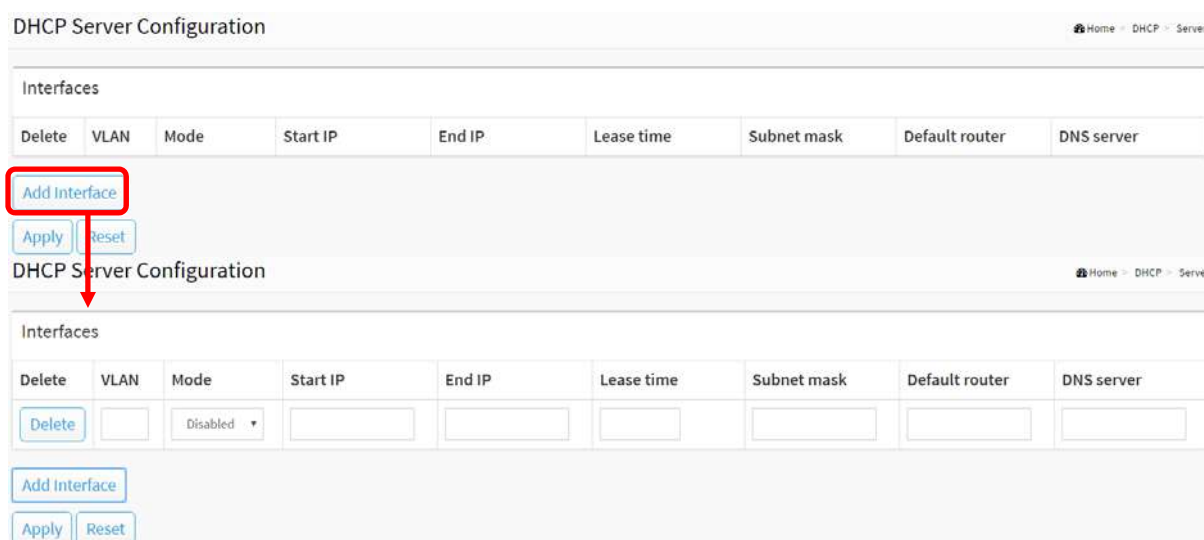 DHCP Server Configuration
Home > DHCP > Server
Interfaces
Delete VLAN Mode Start IP End IP Lease time Subnet mask Default router DNS server
Add Interface
Apply Reset
DHCP Server Configuration
Home > DHCP > Serve
Interfaces
Delete VLAN Mode Start IP End IP Lease time Subnet mask Default router DNS server
Delete Disabled
Add Interface
Apply Reset